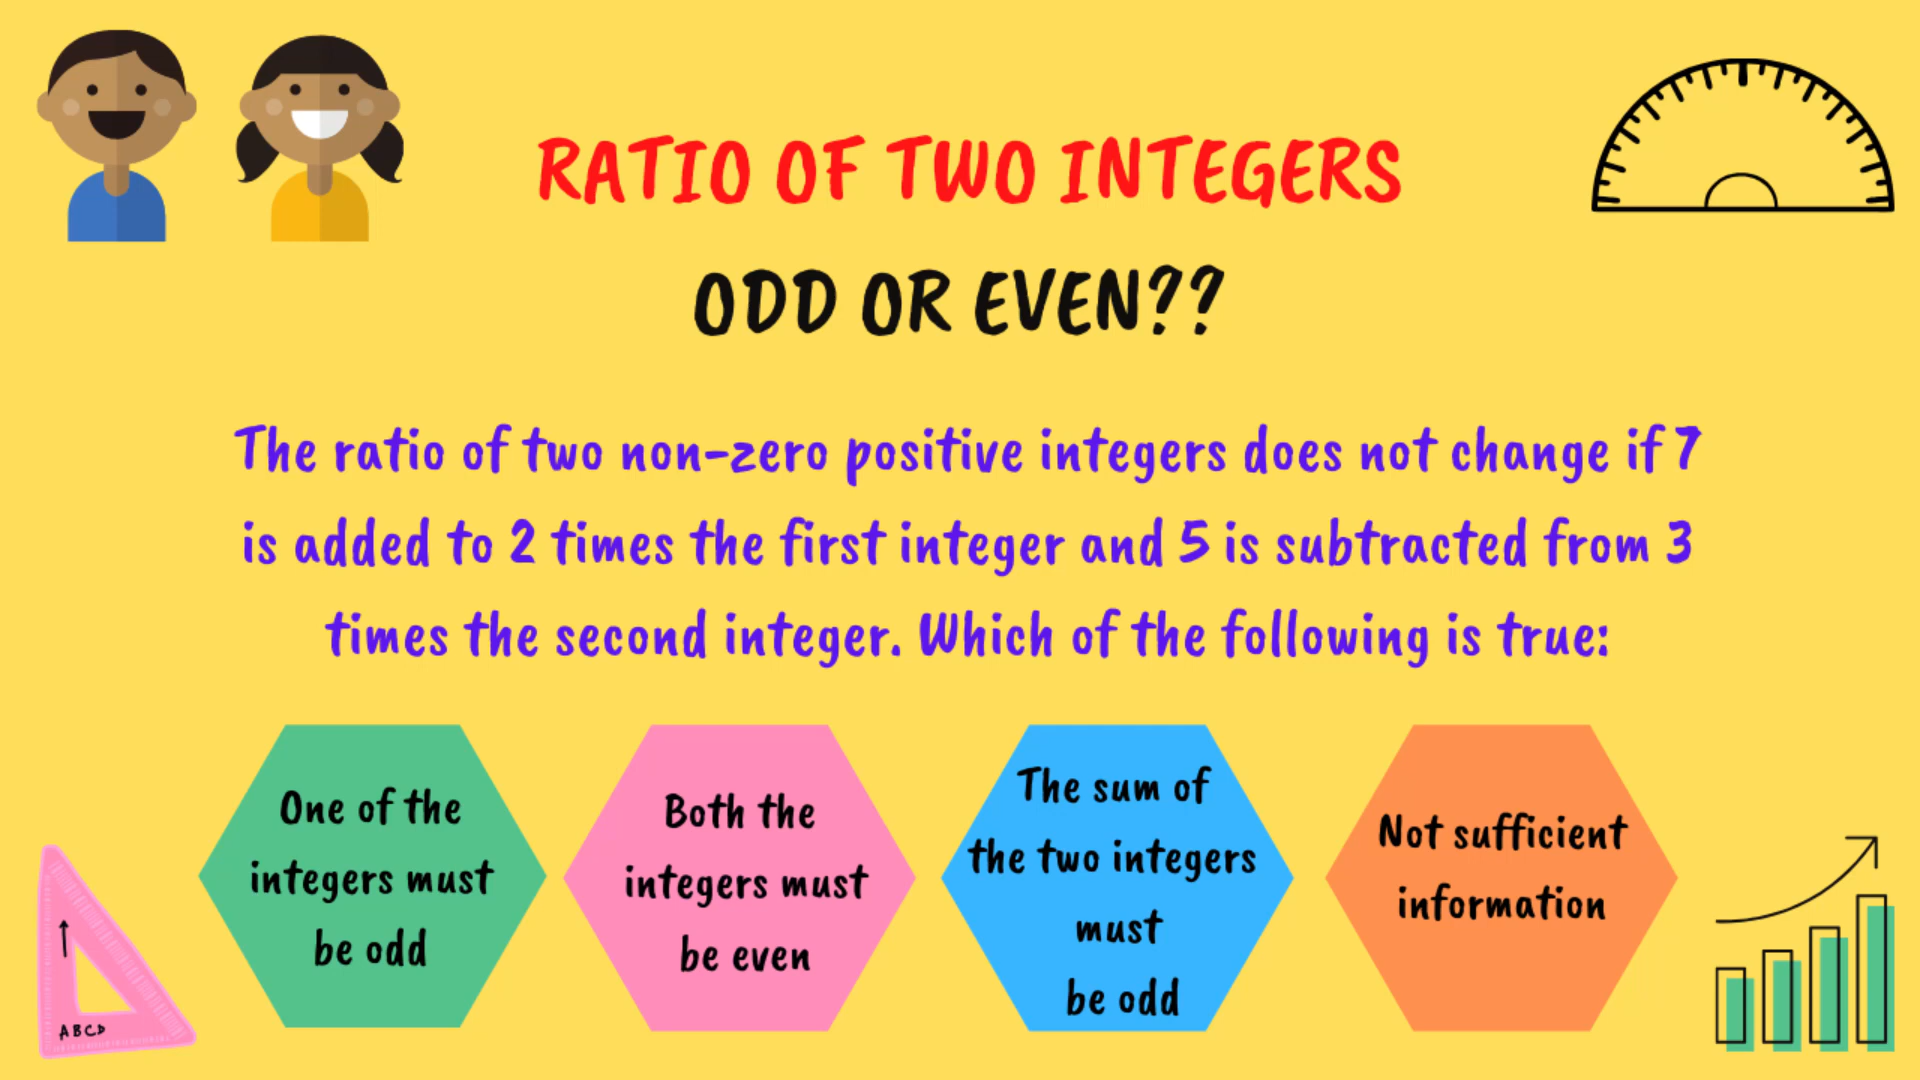 RATIO OF TWO INTEGERS
ODD OR EVEN??
The ratio of two non-zero positive integers does not change if 7
is added to 2 times the first integer and 5 is subtracted from 3
times the second integer. Which of the following is true:
One of the
integers must
be odd
Both the
integers must
be even
The sum of
the two integers
must
be odd
Not sufficient
information
ABCD